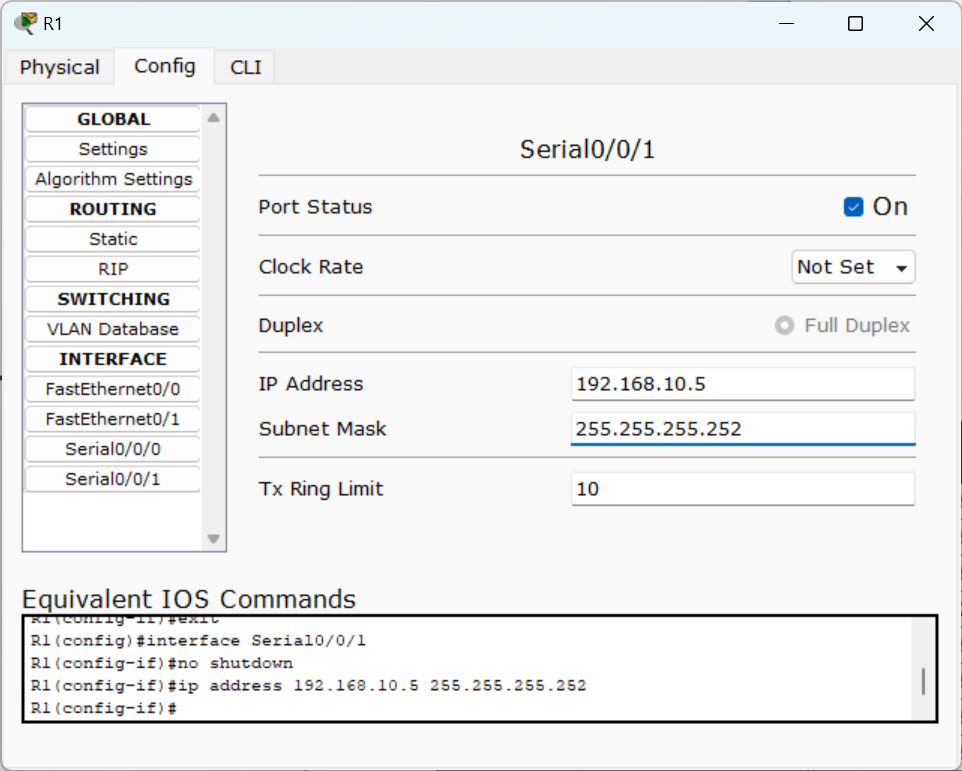 R1
Physical
Config
CLI
GLOBAL
Settings
Algorithm Settings
ROUTING
Static
RIP
SWITCHING
VLAN Database
INTERFACE
FastEthernet0/0
FastEthernet0/1
Serial0/0/0
Serial0/0/1
Serial0/0/1
Port Status
On
Clock Rate
Not Set
Duplex
Full Duplex
IP Address
192.168.10.5
Subnet Mask
255.255.255.252
Tx Ring Limit
10
Equivalent IOS Commands
R1(config-if)#exit
R1(config)#interface Serial0/0/1
R1(config-if)#no shutdown
R1(config-if)#ip address 192.168.10.5 255.255.255.252
R1(config-if)#